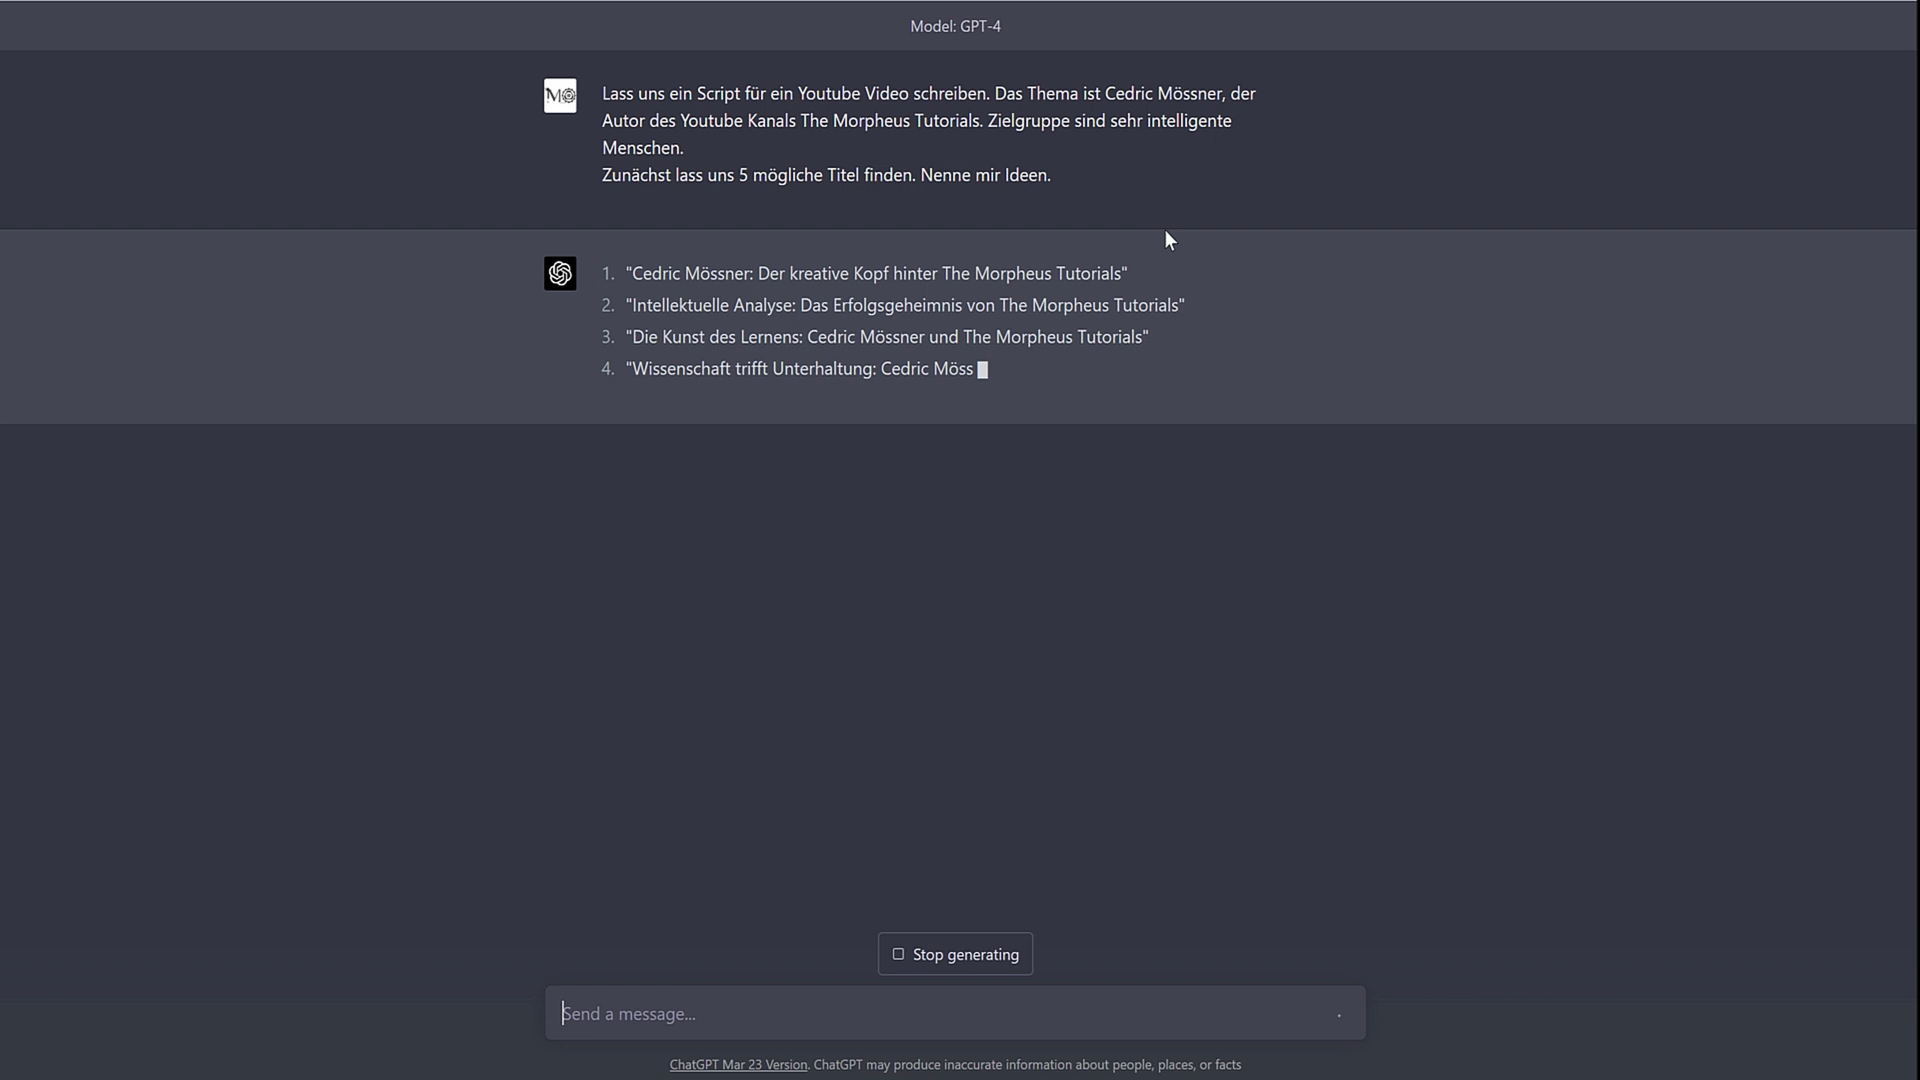 Model: GPT-4
M
Lass uns ein Script für ein Youtube Video schreiben. Das Thema ist Cedric Mössner, der
Autor des Youtube Kanals The Morpheus Tutorials. Zielgruppe sind sehr intelligente
Menschen.
Zunächst lass uns 5 mögliche Titel finden. Nenne mir Ideen.
1. "Cedric Mössner: Der kreative Kopf hinter The Morpheus Tutorials"
2. "Intellektuelle Analyse: Das Erfolgsgeheimnis von The Morpheus Tutorials"
3. "Die Kunst des Lernens: Cedric Mössner und The Morpheus Tutorials"
4. "Wissenschaft trifft Unterhaltung: Cedric Möss
Stop generating
Send a message...
ChatGPT Mar 23 Version. ChatGPT may produce inaccurate information about people, places, or facts